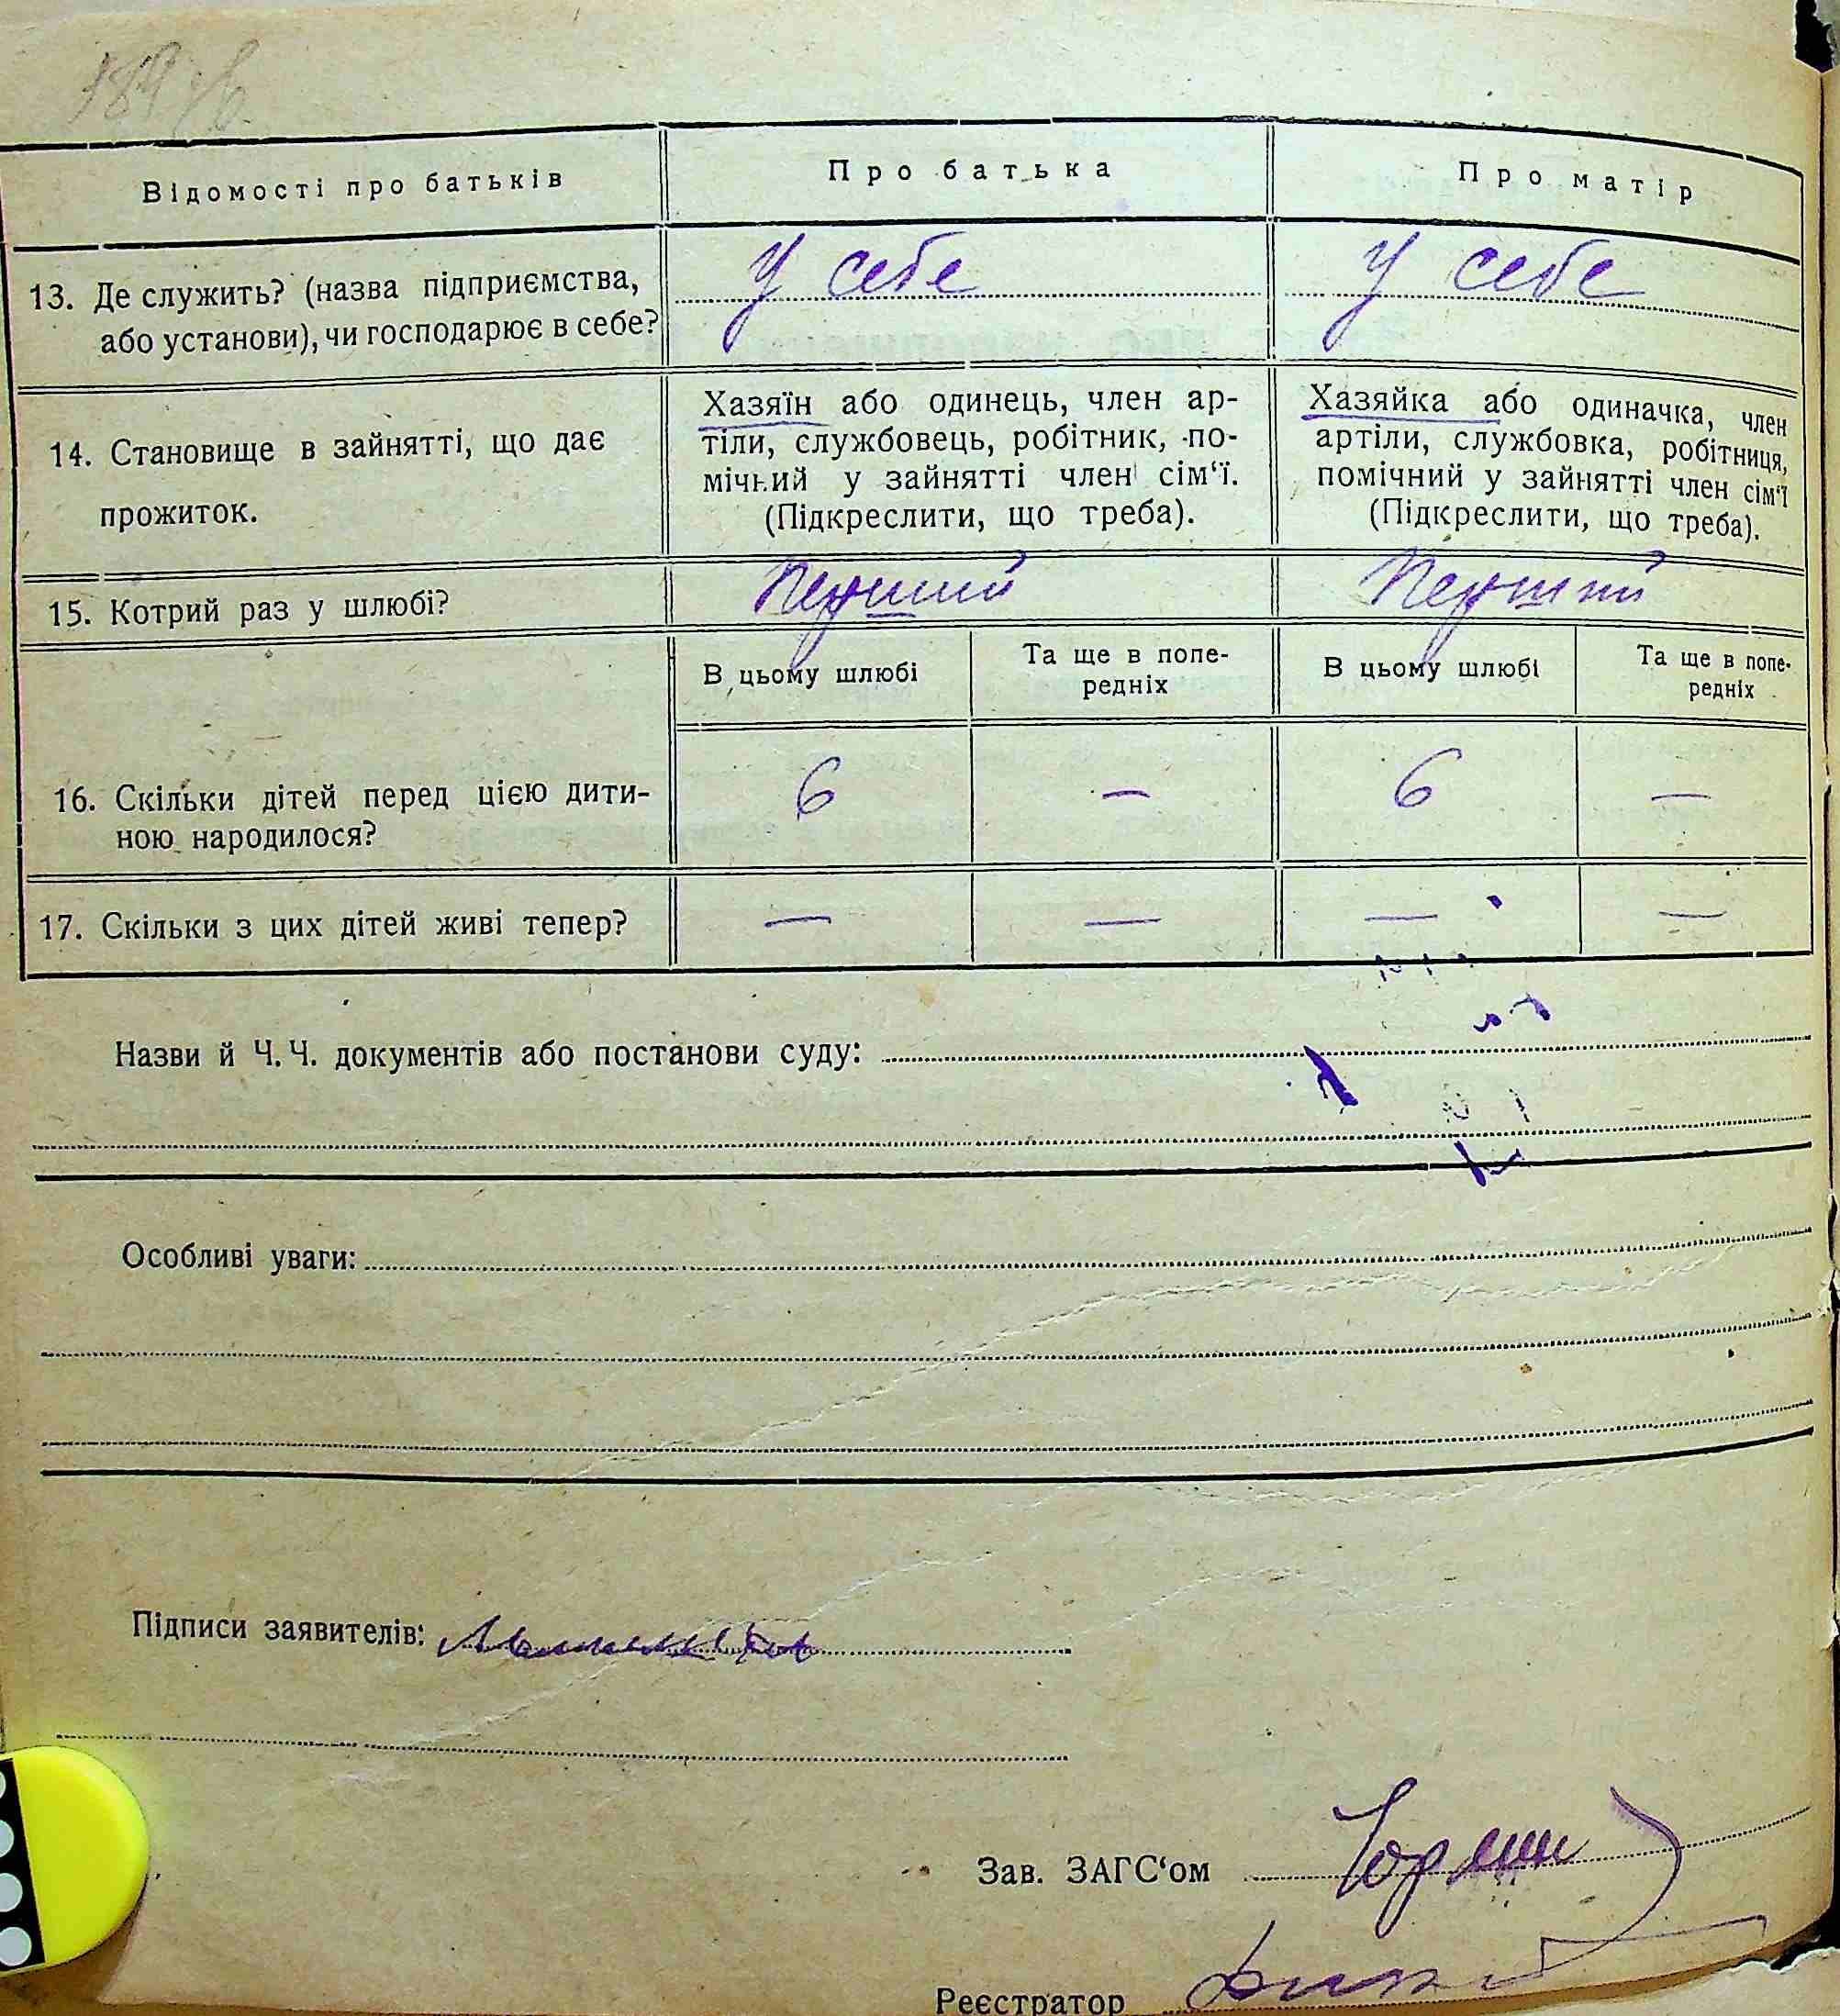 189 зв.
Відомості про батьків
Про батька
Про матір
13. Де служить? (назва підприємства,
або установи), чи господарює в себе?
У себе
У себе
14. Становище в зайнятті, що дає
прожиток.
Хазяїн або одинець, член ар-
тіли, службовець, робітник, по-
мічний у зайнятті член сім‘ї.
(Підкреслити, що треба).
Хазяйка або одиначка, член
артіли, службовка, робітниця,
помічний у зайнятті член сім‘ї
(Підкреслити, що треба).
15. Котрий раз у шлюбі?
Перший
Перший
В цьому шлюбі
Та ще в попе-
редніх
В цьому шлюбі
Та ще в попе-
редніх
16. Скільки дітей перед цією дити-
ною народилося?
6
—
6
—
17. Скільки з цих дітей живі тепер?
—
—
—
—
Назви й Ч. Ч. документів або постанови суду:
Особливі уваги:
Підписи заявителів:
Зав. ЗАГС‘ом
Реєстратор